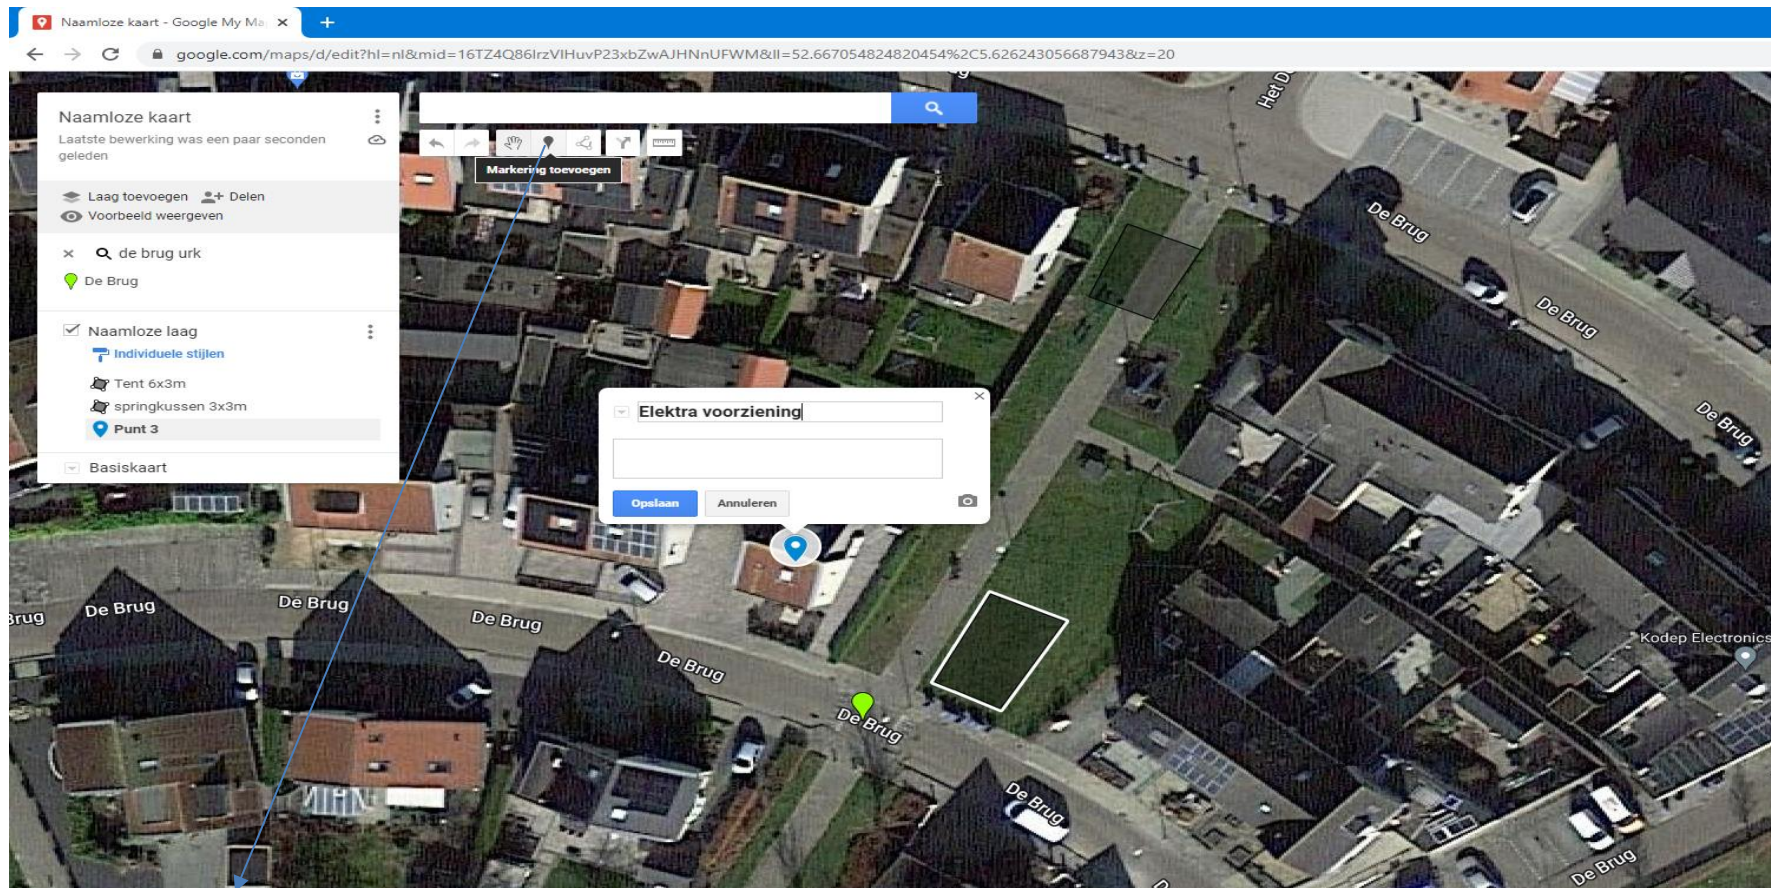 Naamloze kaart - Google My Ma
google.com/maps/d/edit?hl=nl&mid=16TZ4Q86IrzVIHuvP23xbZwAJHNnUFWM&ll=52.667054824820454%2C5.626243056687943&z=20
Naamloze kaart
Laatste bewerking was een paar seconden
geleden
Laag toevoegen Delen
Voorbeeld weergeven
de brug urk
De Brug
Naamloze laag
Individuele stijlen
Tent 6x3m
springkussen 3x3m
Punt 3
Basiskaart
Markering toevoegen
Elektra voorziening
Opslaan Annuleren
Brug
Het D
De Brug
De Brug
De Brug
Brug
De Brug
De Brug
De Brug
De Brug
De Brug
Kodep Electronics
De Brug
De Brug